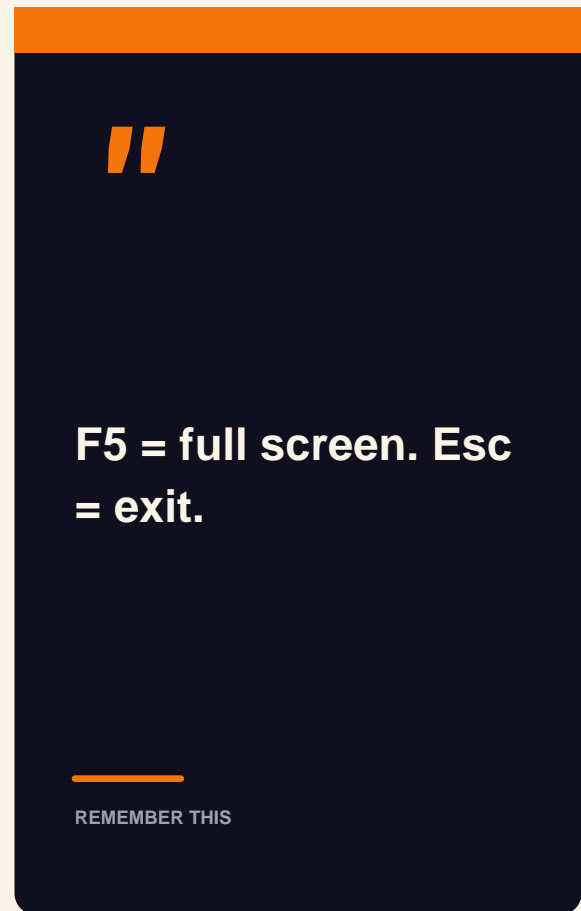 "
F5 = full screen. Esc
= exit.
REMEMBER THIS